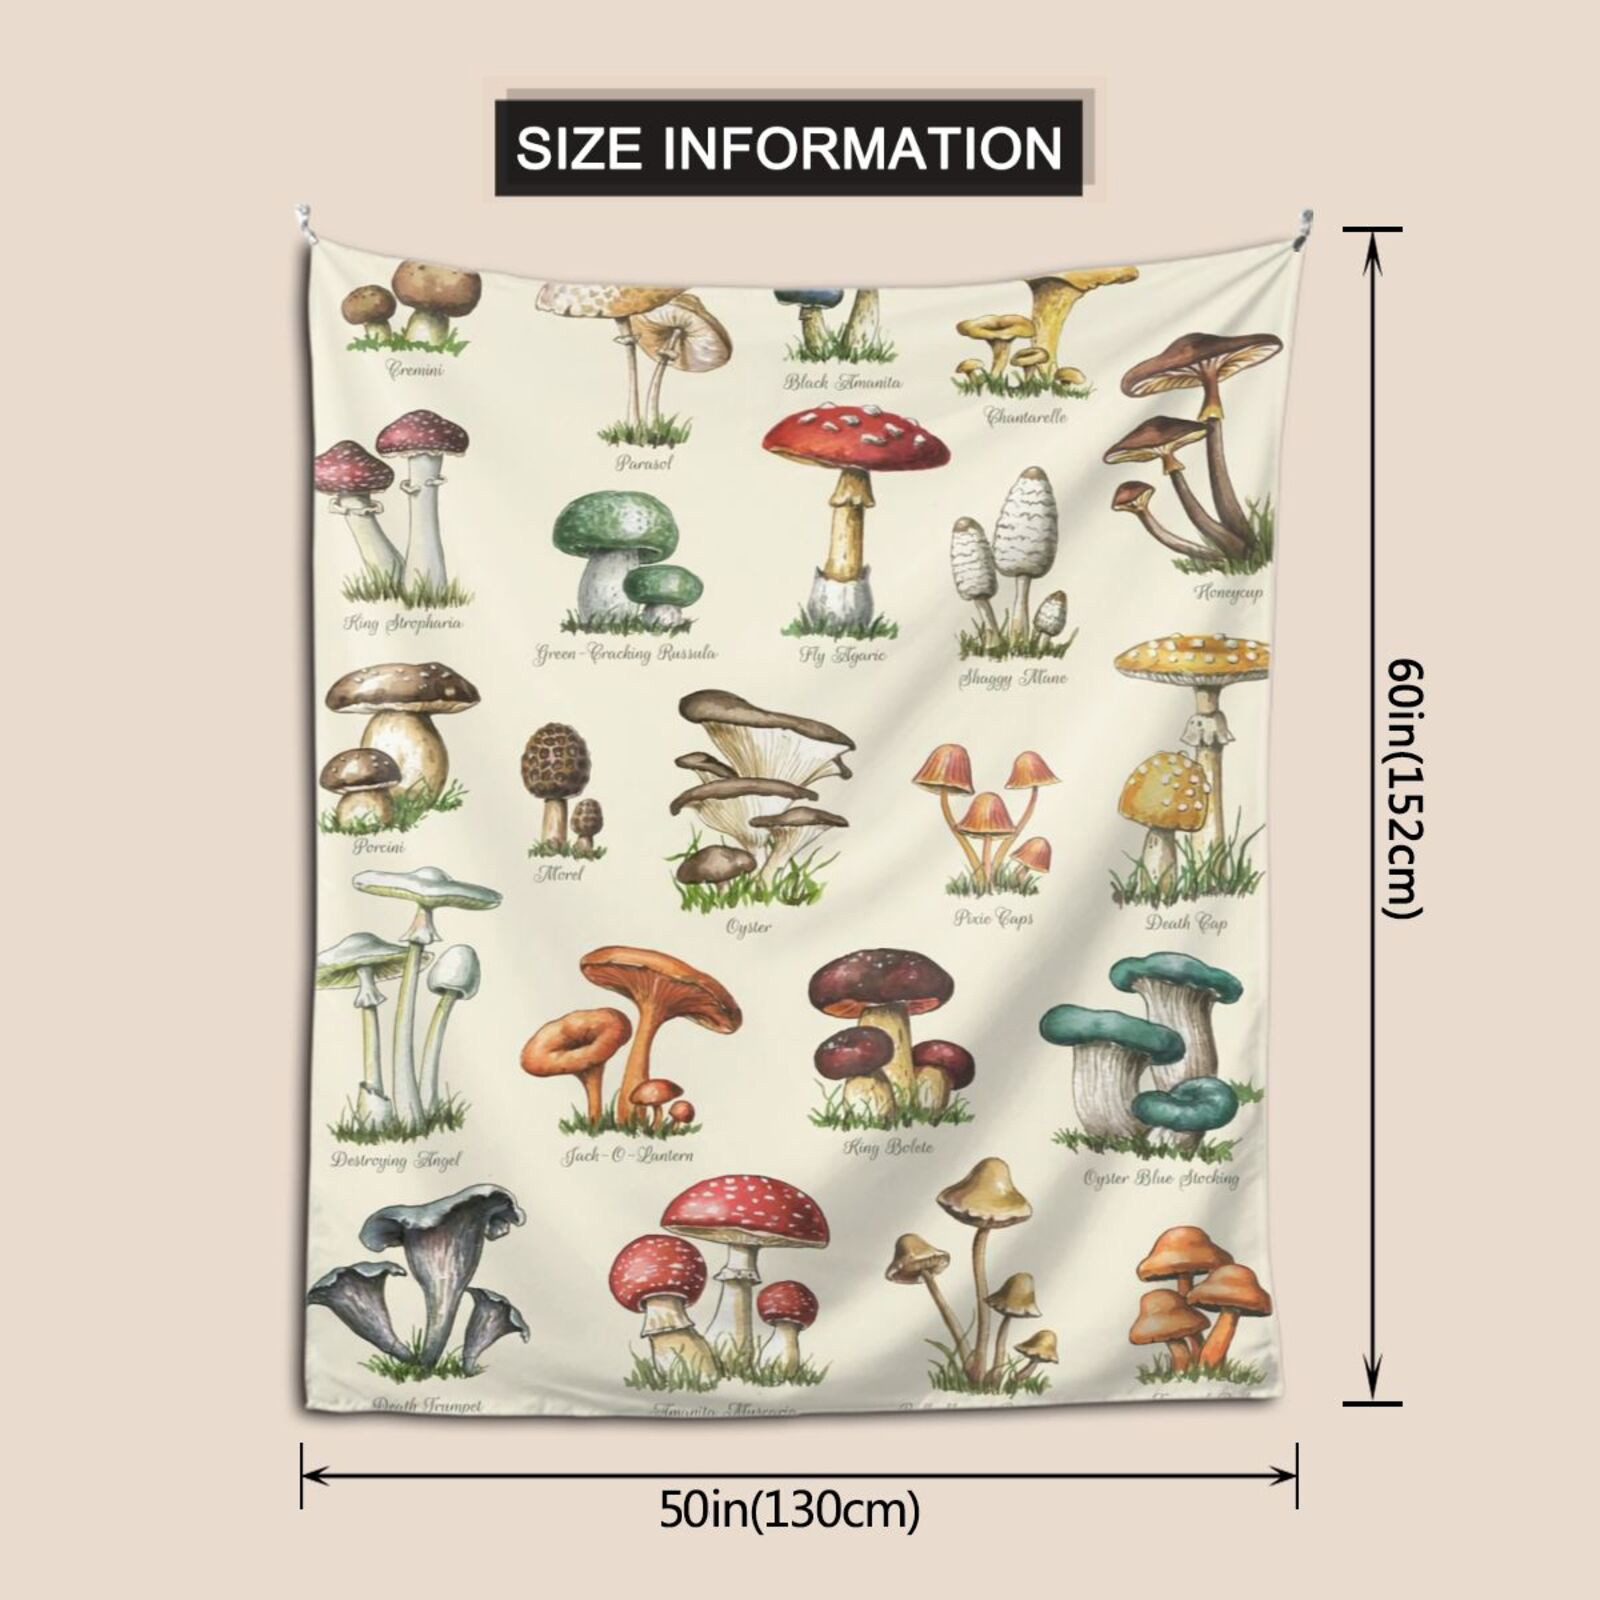 SIZE INFORMATION
Cremini
Black Amanita
Chantarelle
Parasol
Honeycup
King Stropharia
Green-Cracking Russula
Fly Agaric
Shaggy Mane
Porcini
Morel
Oyster
Pixie Caps
Death Cap
Destroying Angel
Jack-O-Lantern
King Bolete
Oyster Blue Stocking
Death Trumpet
Amanita Muscaria
60in(152cm)
50in(130cm)